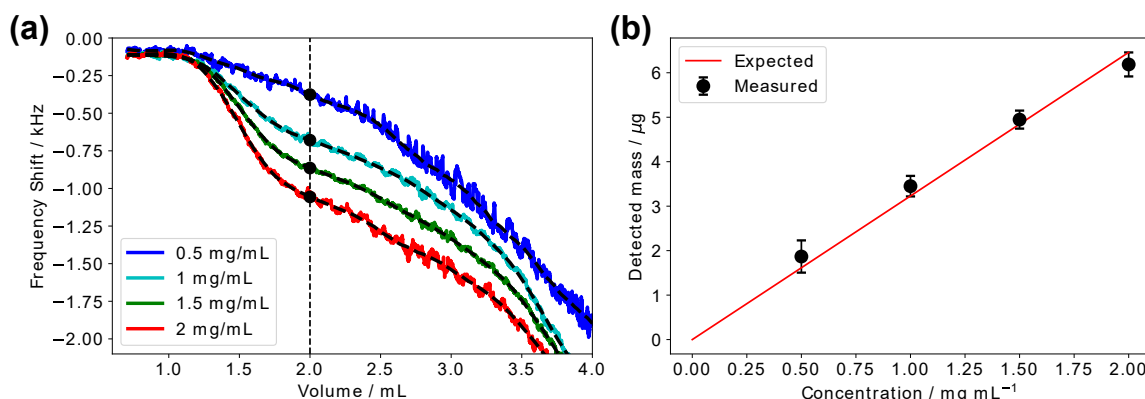 (a)
0.00
−0.25
−0.50
−0.75
−1.00
−1.25
−1.50
−1.75
−2.00
Frequency Shift / kHz
0.5 mg/mL
1 mg/mL
1.5 mg/mL
2 mg/mL
1.0 1.5 2.0 2.5 3.0 3.5 4.0
Volume / mL
(b)
6
5
4
3
2
1
0
Detected mass / μg
Expected
Measured
0.00 0.25 0.50 0.75 1.00 1.25 1.50 1.75 2.00
Concentration / mg mL⁻¹